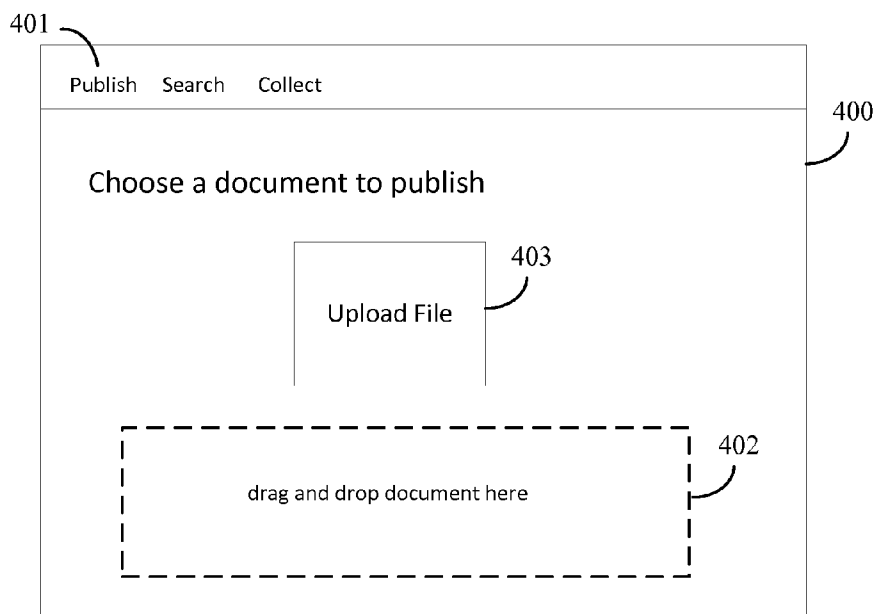 401
Publish Search Collect
400
Choose a document to publish
403
Upload File
402
drag and drop document here